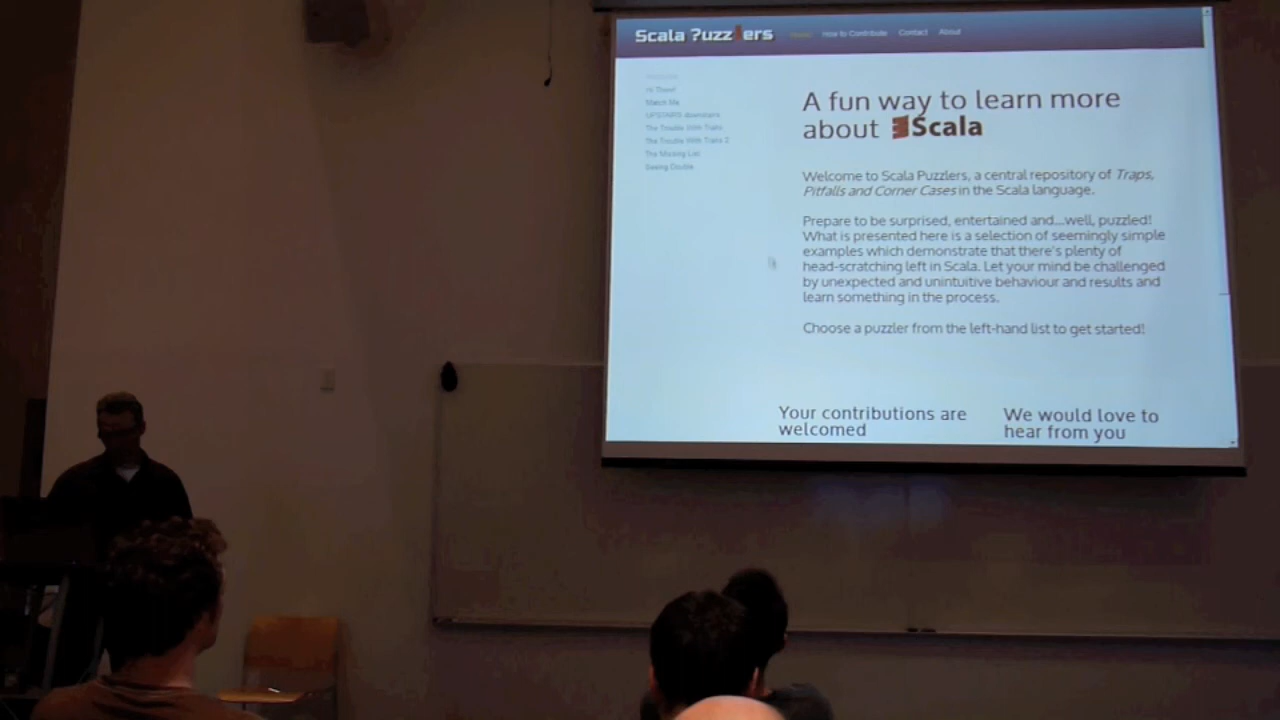 Scala ?uzzlers
Home How to Contribute Contact About
Hi There!
Match Me
UPSTAIRS downstairs
The Trouble With Traits
The Trouble With Traits 2
The Missing List
Seeing Double
A fun way to learn more
about Scala
Welcome to Scala Puzzlers, a central repository of Traps,
Pitfalls and Corner Cases in the Scala language.
Prepare to be surprised, entertained and...well, puzzled!
What is presented here is a selection of seemingly simple
examples which demonstrate that there's plenty of
head-scratching left in Scala. Let your mind be challenged
by unexpected and unintuitive behaviour and results and
learn something in the process.
Choose a puzzler from the left-hand list to get started!
Your contributions are
welcomed
We would love to
hear from you